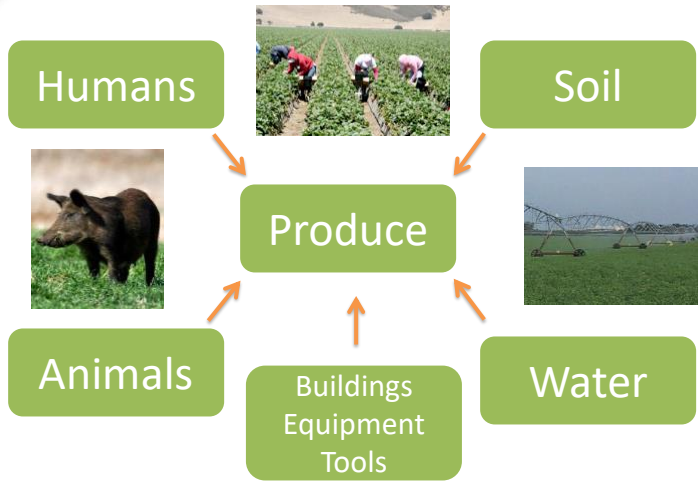 Humans
Soil
Produce
Animals
Buildings
Equipment
Tools
Water